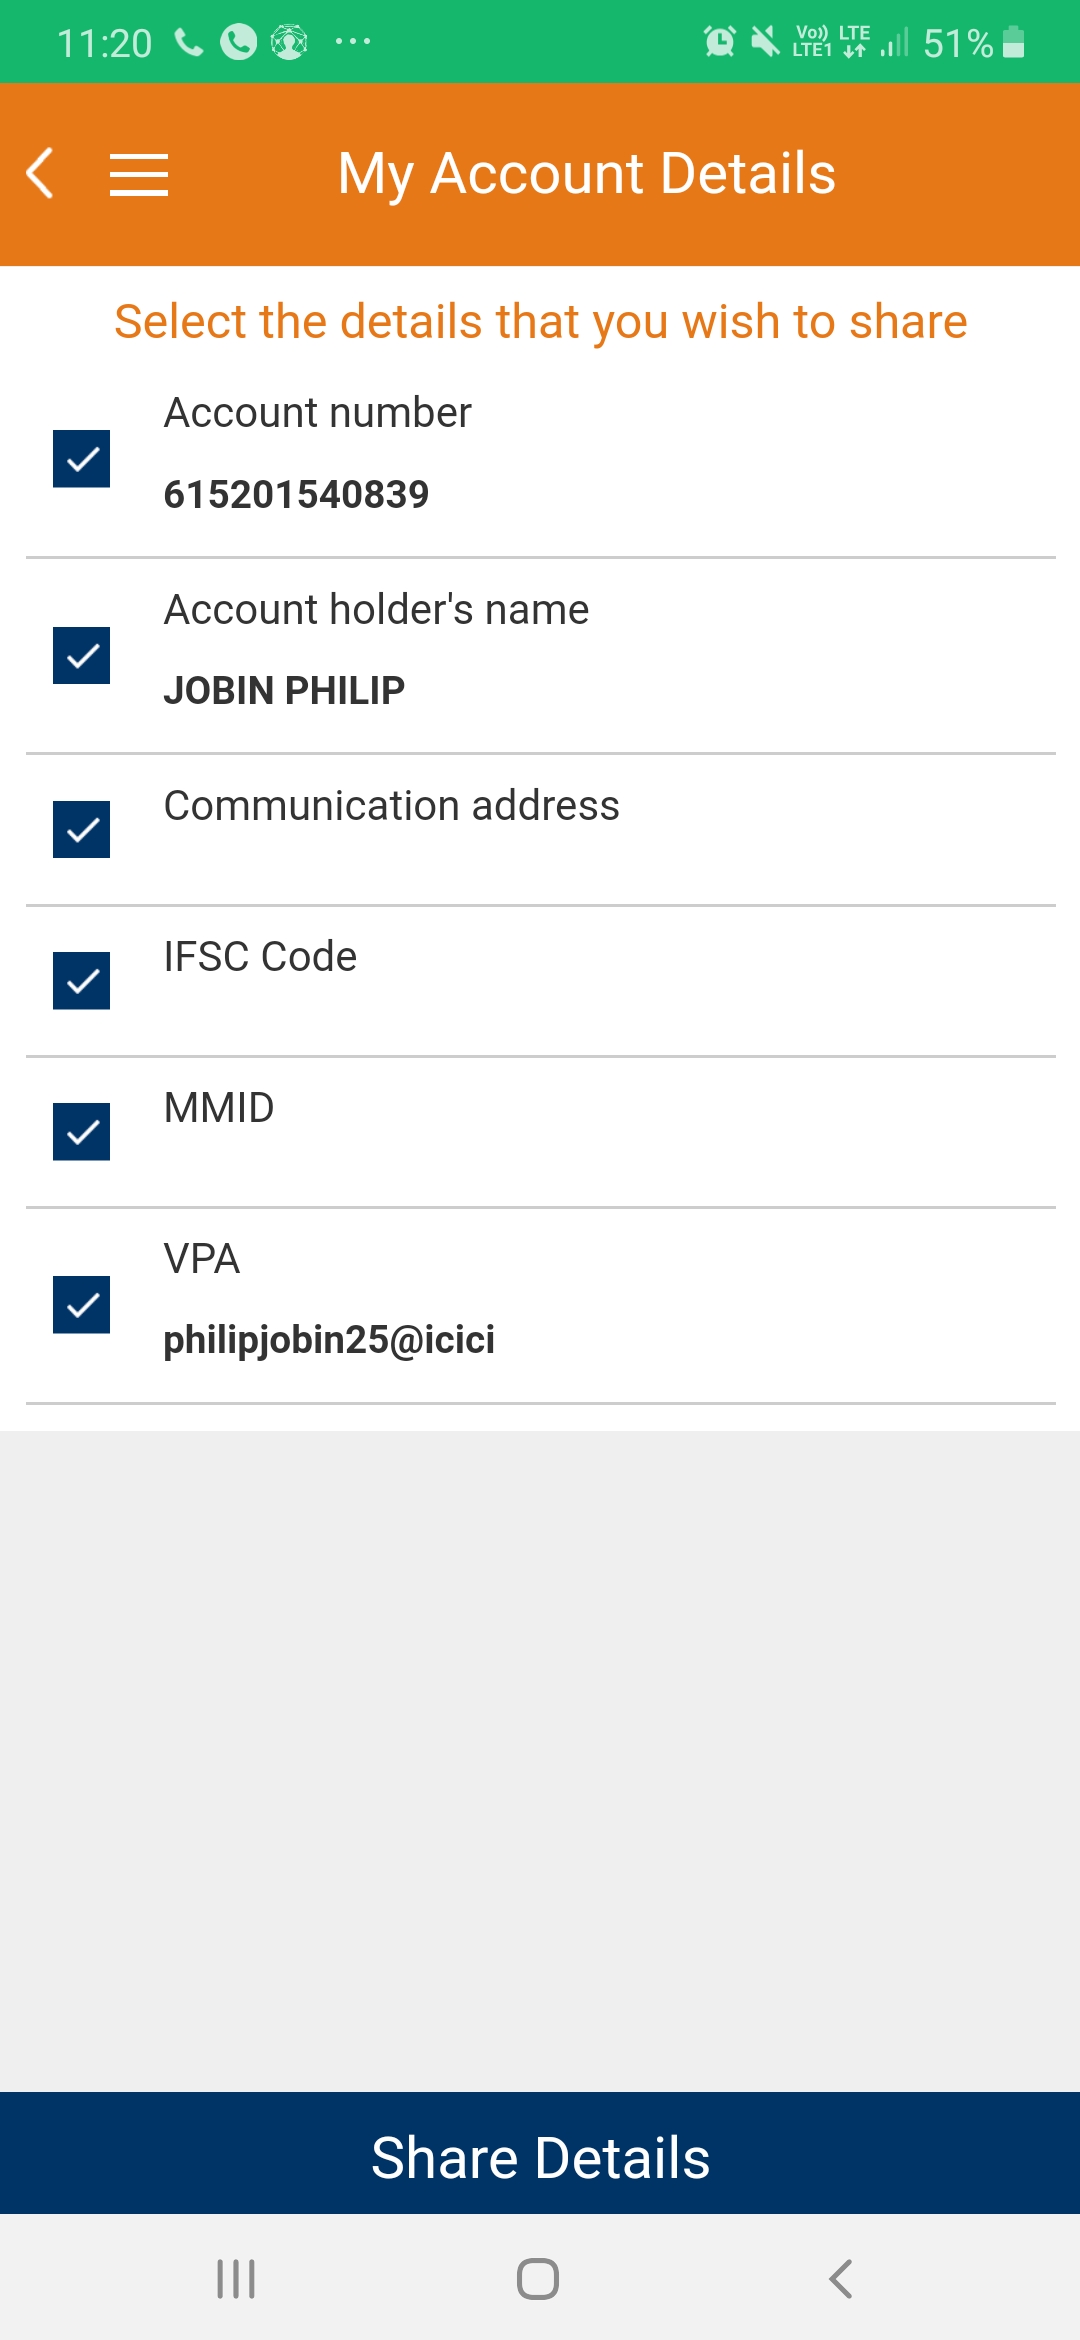 11:20 ... Vo)) LTE 51%
LTE1
My Account Details
Select the details that you wish to share
Account number
615201540839
Account holder's name
JOBIN PHILIP
Communication address
IFSC Code
MMID
VPA
philipjobin25@icici
Share Details